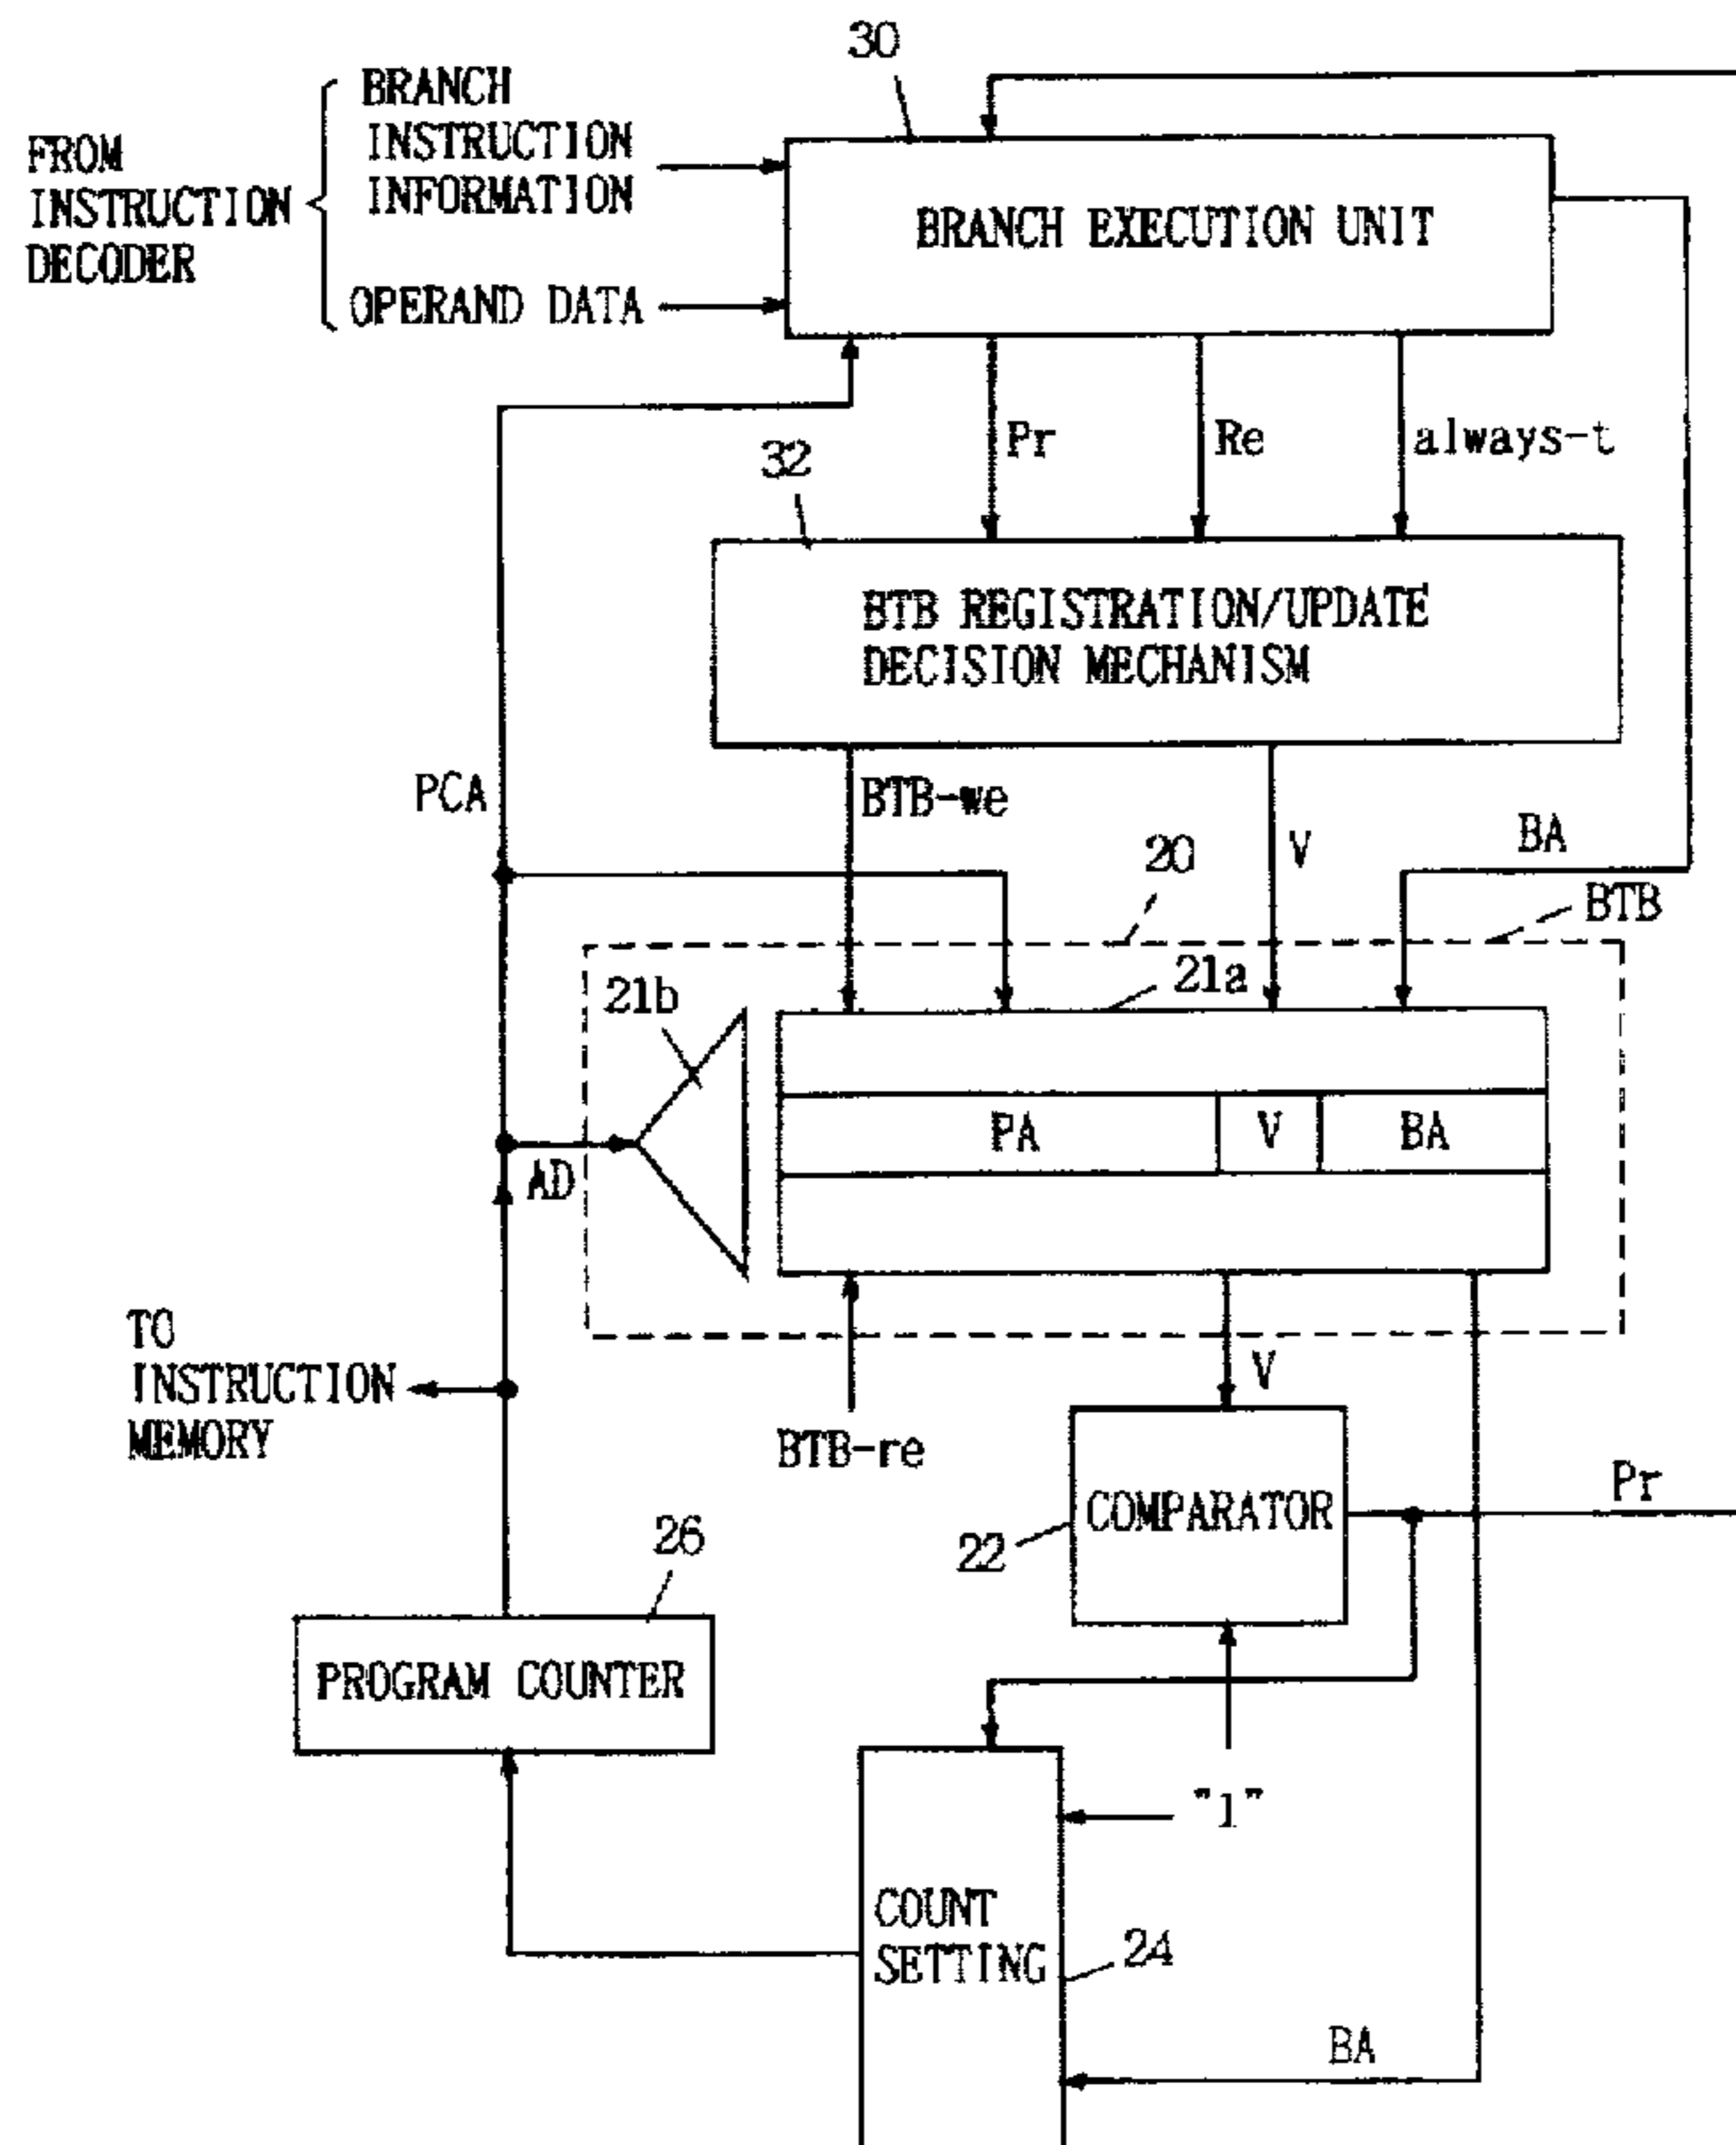 30
BRANCH
INSTRUCTION
INFORMATION
FROM
INSTRUCTION
DECODER
OPERAND DATA
BRANCH EXECUTION UNIT
Pr
Re
always-t
32
BTB REGISTRATION/UPDATE
DECISION MECHANISM
PCA
BTB-we
V
BA
20
BTB
21b
21a
PA
V
BA
AD
TO
INSTRUCTION
MEMORY
BTB-re
V
COMPARATOR
22
Pr
26
PROGRAM COUNTER
"1"
COUNT
SETTING
24
BA